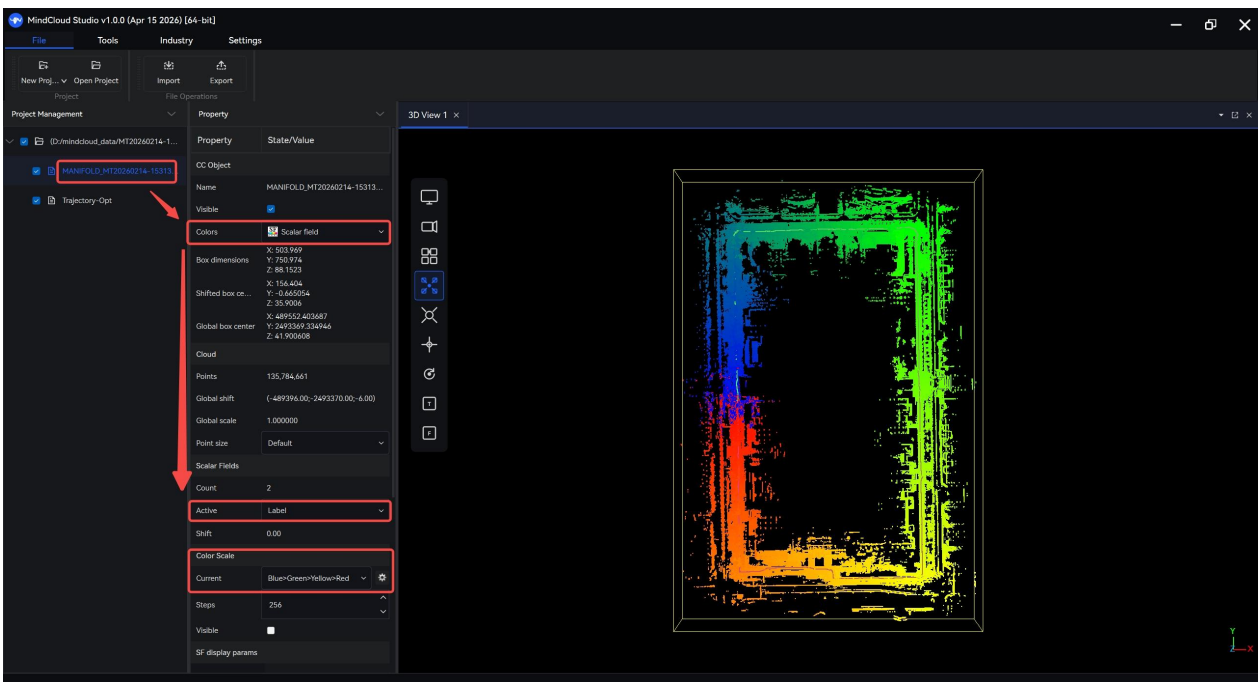 MindCloud Studio v1.0.0 (Apr 15 2026) [64-bit]
File Tools Industry Settings
New Proj... Open Project Import Export
Project File Operations
Project Management
Property
3D View 1
(D:/mindcloud_data/MT20260214-1...
MANIFOLD_MT20260214-15313...
Trajectory-Opt
Property State/Value
CC Object
Name MANIFOLD_MT20260214-15313...
Visible
Colors Scalar field
Box dimensions X: 503.969
Y: 750.974
Z: 88.1523
Shifted box ce... X: 156.404
Y: -0.665054
Z: 35.9006
Global box center X: 489552.403687
Y: 2493369.334946
Z: 41.900608
Cloud
Points 135,784,661
Global shift (-489396.00;-2493370.00;-6.00)
Global scale 1.000000
Point size Default
Scalar Fields
Count 2
Active Label
Shift 0.00
Color Scale
Current Blue>Green>Yellow>Red
Steps 256
Visible
SF display params
T
F
Y
Z X